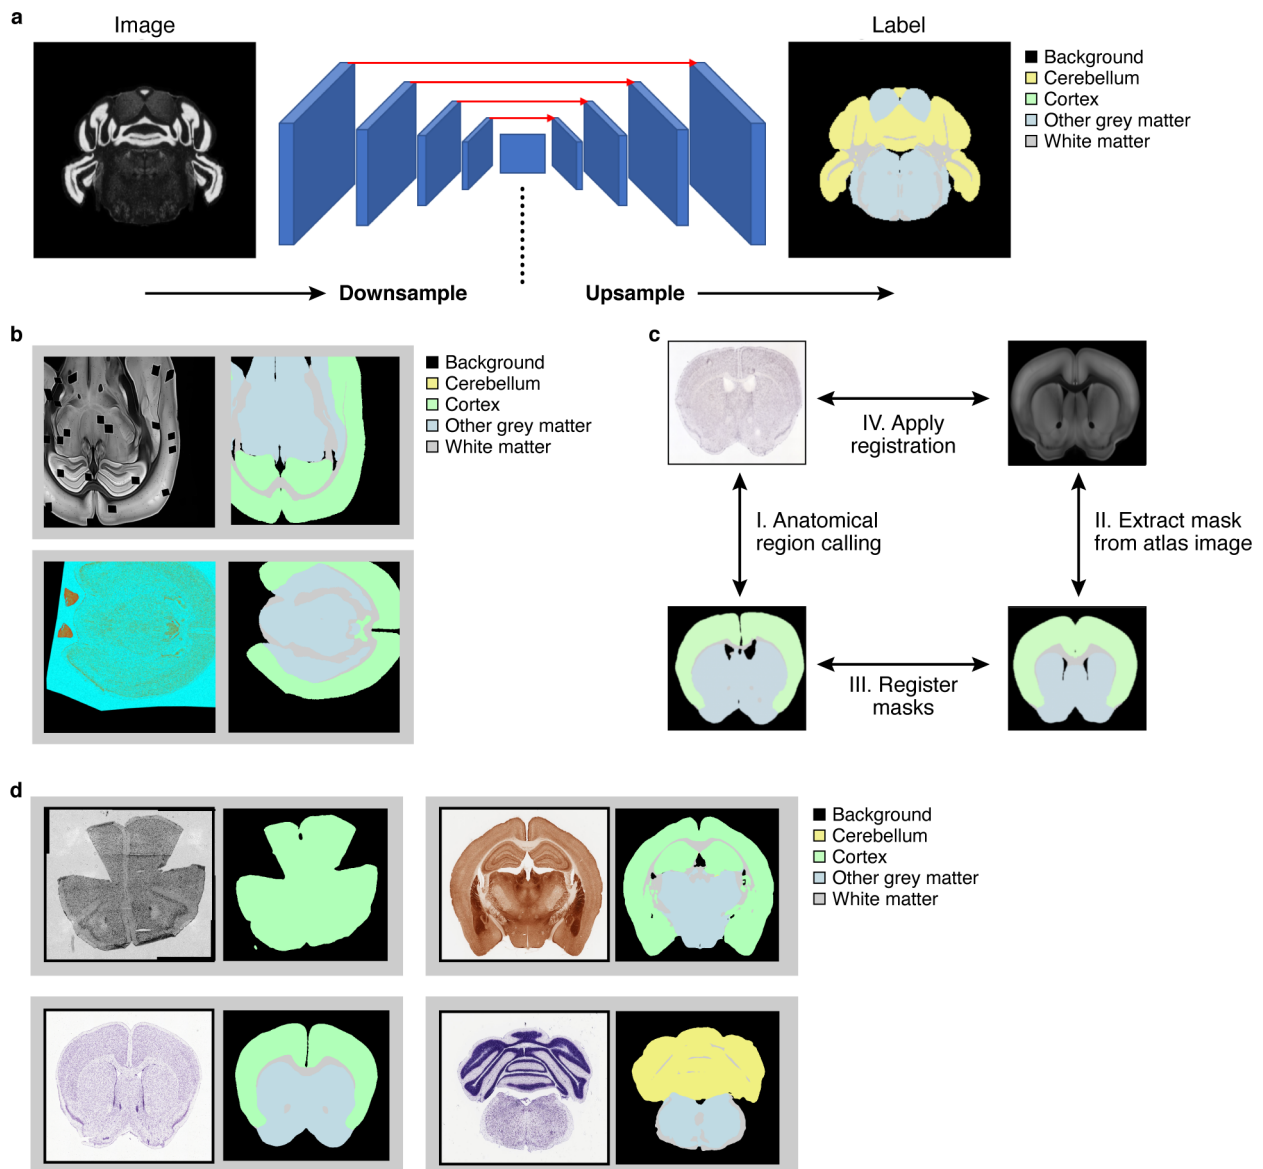 a
Image
Label
Background
Cerebellum
Cortex
Other grey matter
White matter
Downsample
Upsample
b
Background
Cerebellum
Cortex
Other grey matter
White matter
c
IV. Apply
registration
I. Anatomical
region calling
II. Extract mask
from atlas image
III. Register
masks
d
Background
Cerebellum
Cortex
Other grey matter
White matter